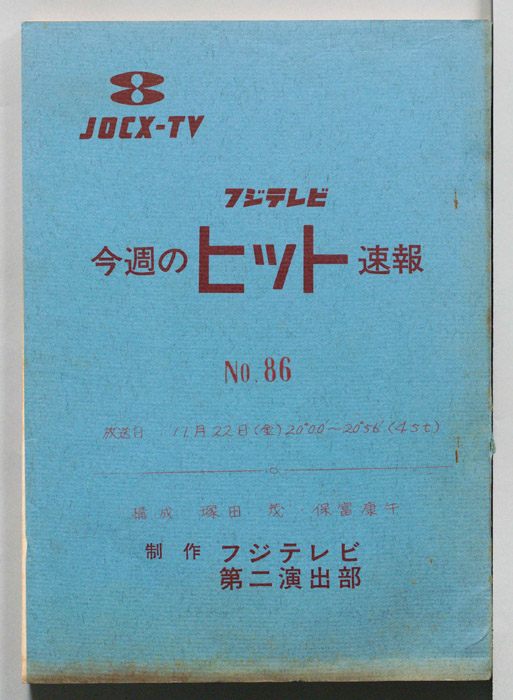 JOCX-TV
フジテレビ
今週の ヒット 速報
No. 86
放送日 11月22日(金)20°00~20°56'(4st)
構成 塚田 茂・保富康午
制作 フジテレビ
第二演出部